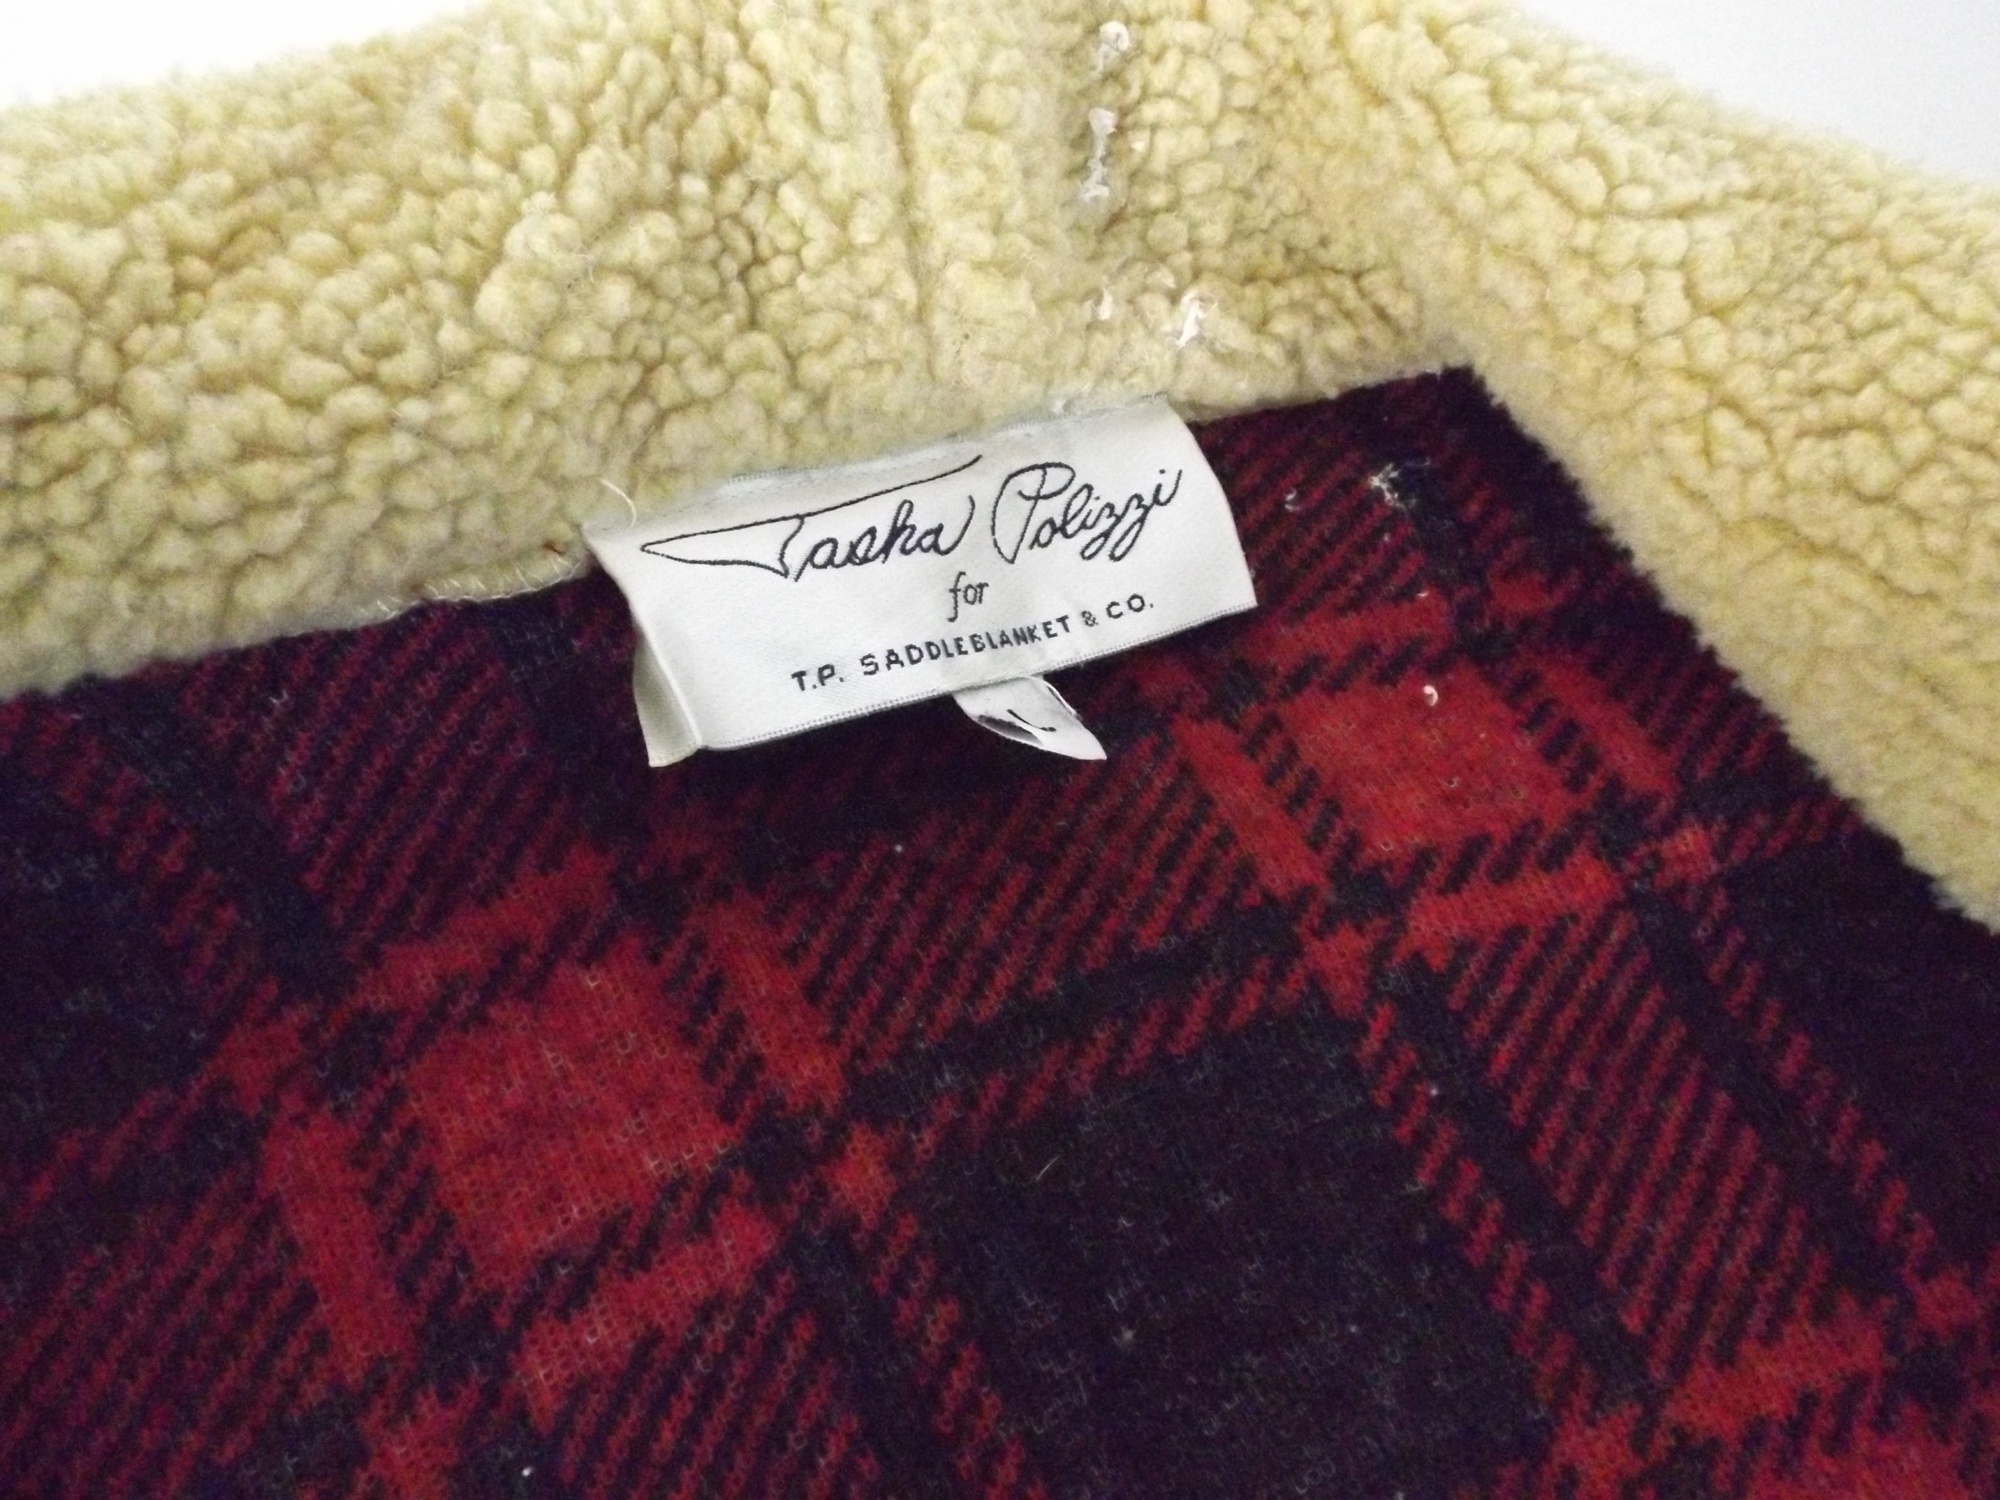 Tasha Polizzi
for
T.P. SADDLEBLANKET & CO.
L